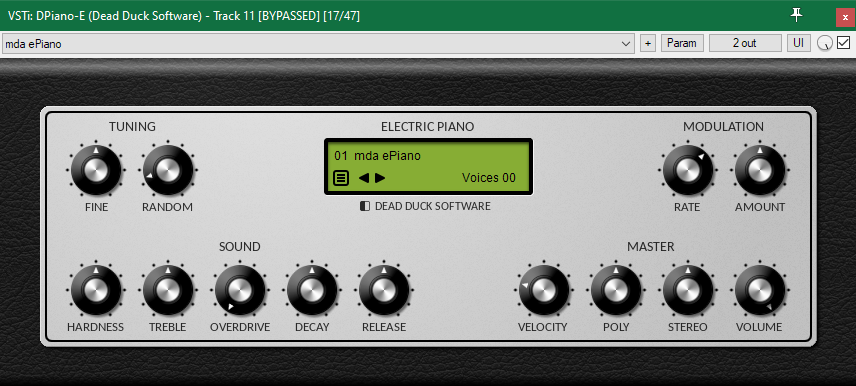 VSTi: DPiano-E (Dead Duck Software) - Track 11 [BYPASSED] [17/47]
x
mda ePiano
+
Param
2 out
UI
TUNING
ELECTRIC PIANO
MODULATION
01 mda ePiano
Voices 00
FINE
RANDOM
DEAD DUCK SOFTWARE
RATE
AMOUNT
SOUND
MASTER
HARDNESS
TREBLE
OVERDRIVE
DECAY
RELEASE
VELOCITY
POLY
STEREO
VOLUME